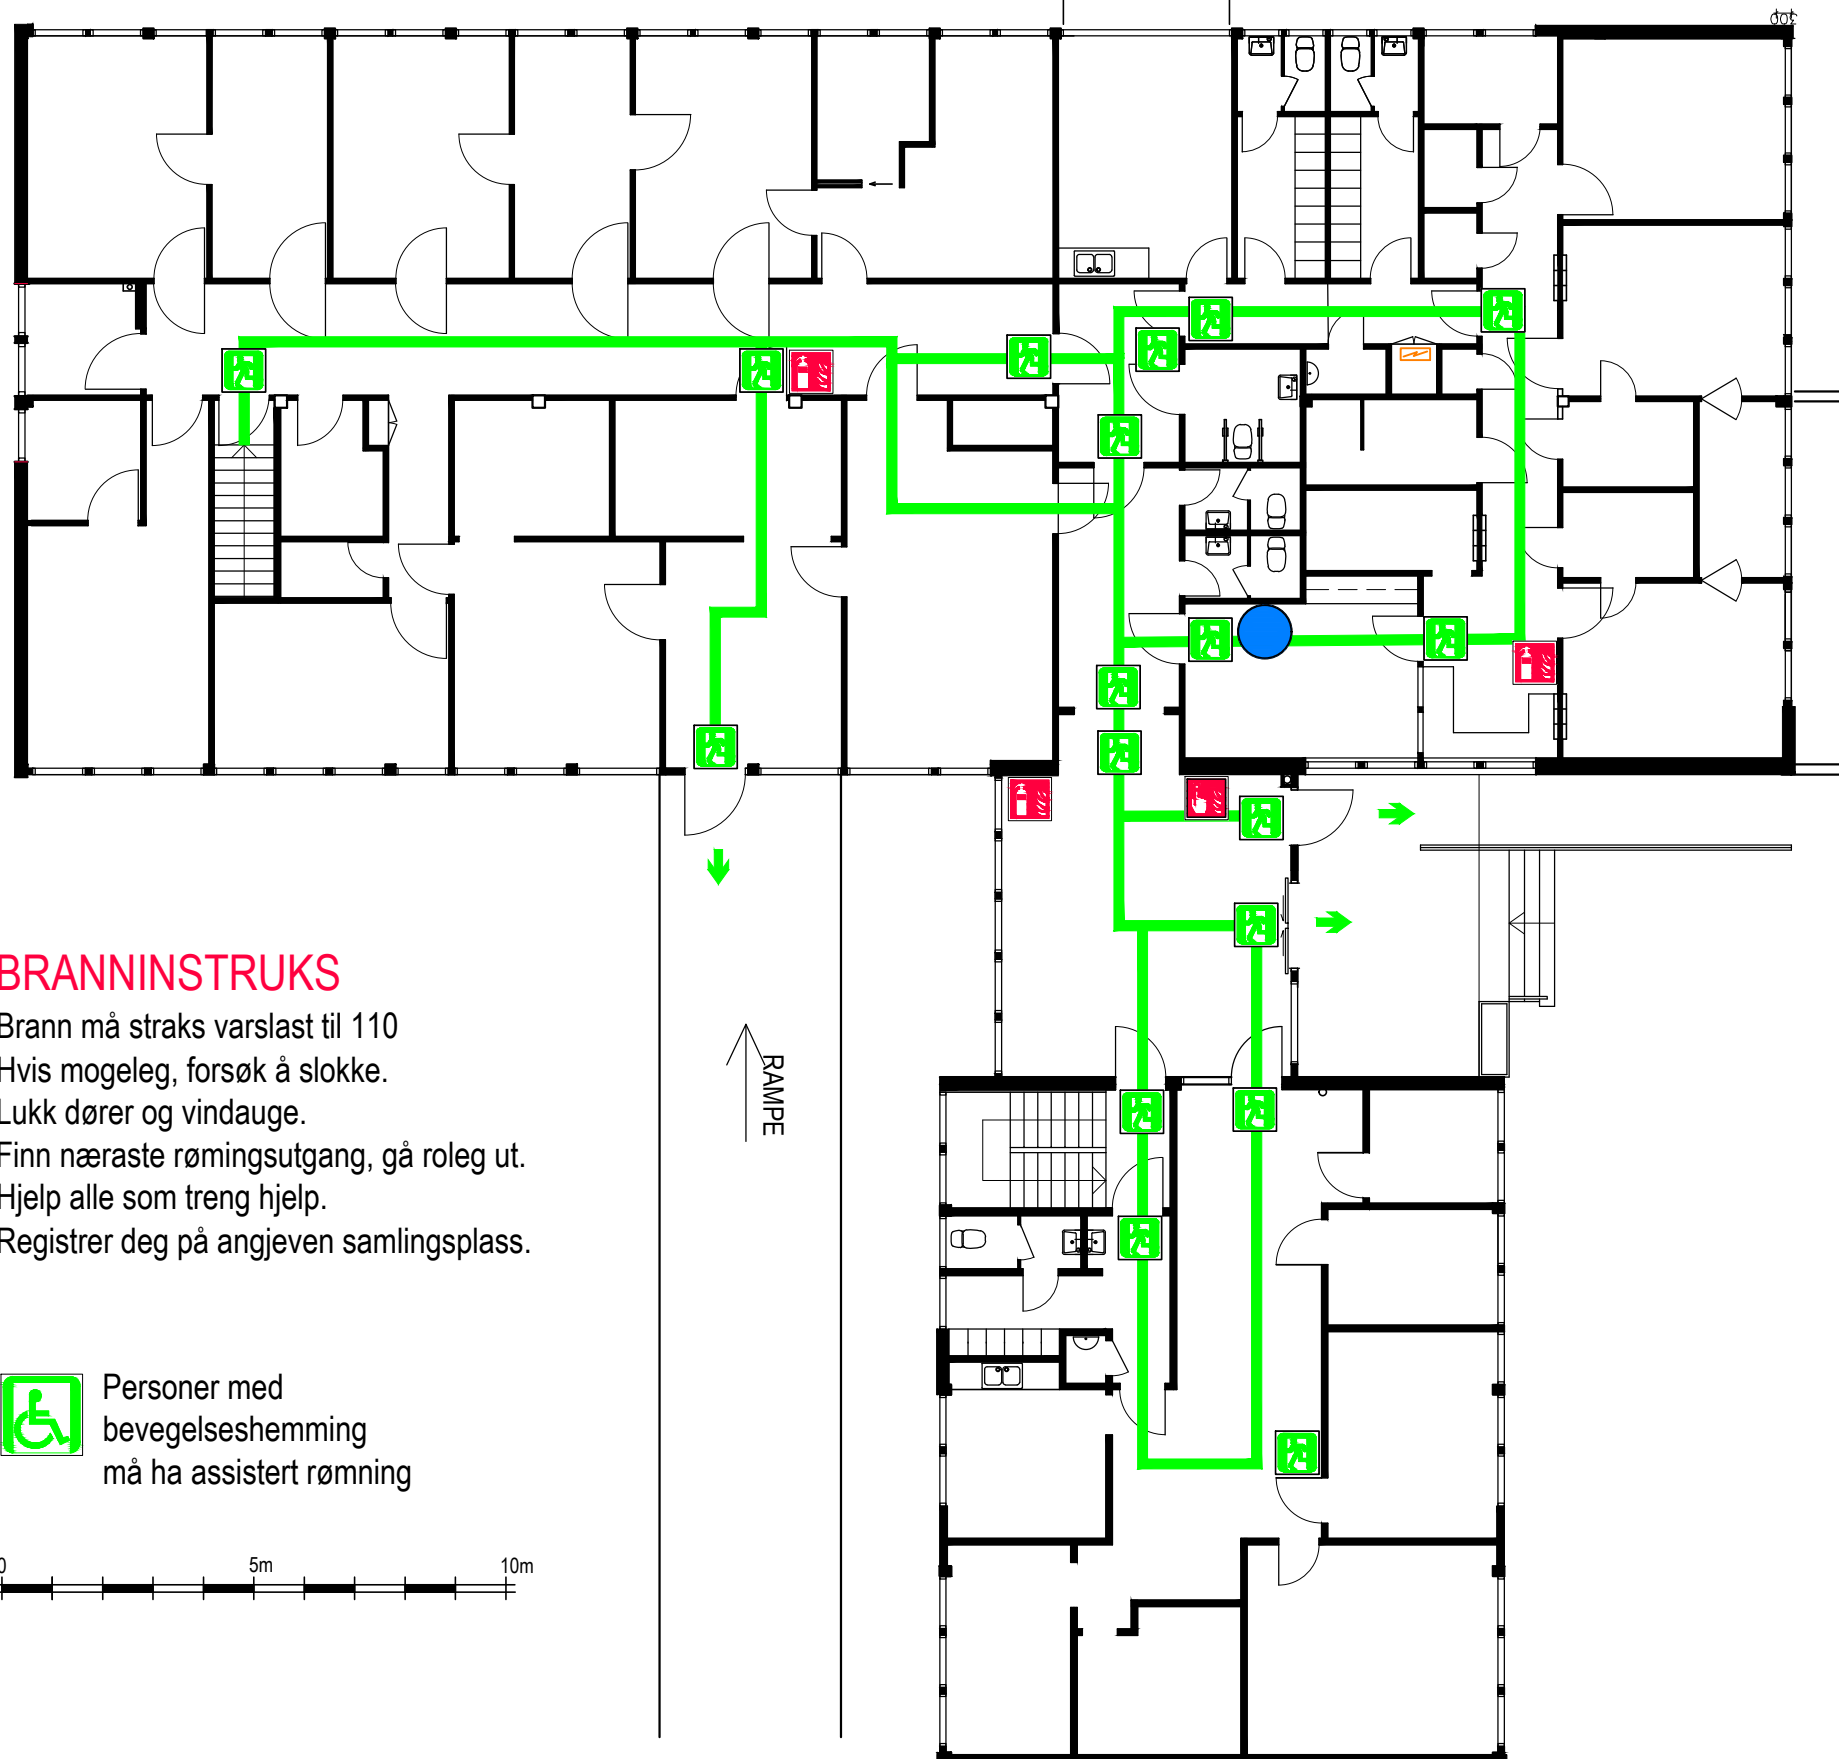 BRANNINSTRUKS
Brann må straks varslast til 110
Hvis mogeleg, forsøk å slokke.
Lukk dører og vindauge.
Finn næraste rømingsutgang, gå roleg ut.
Hjelp alle som treng hjelp.
Registrer deg på angjeven samlingsplass.
RAMPE
Personer med
bevegelseshemming
må ha assistert rømning
0 5m 10m